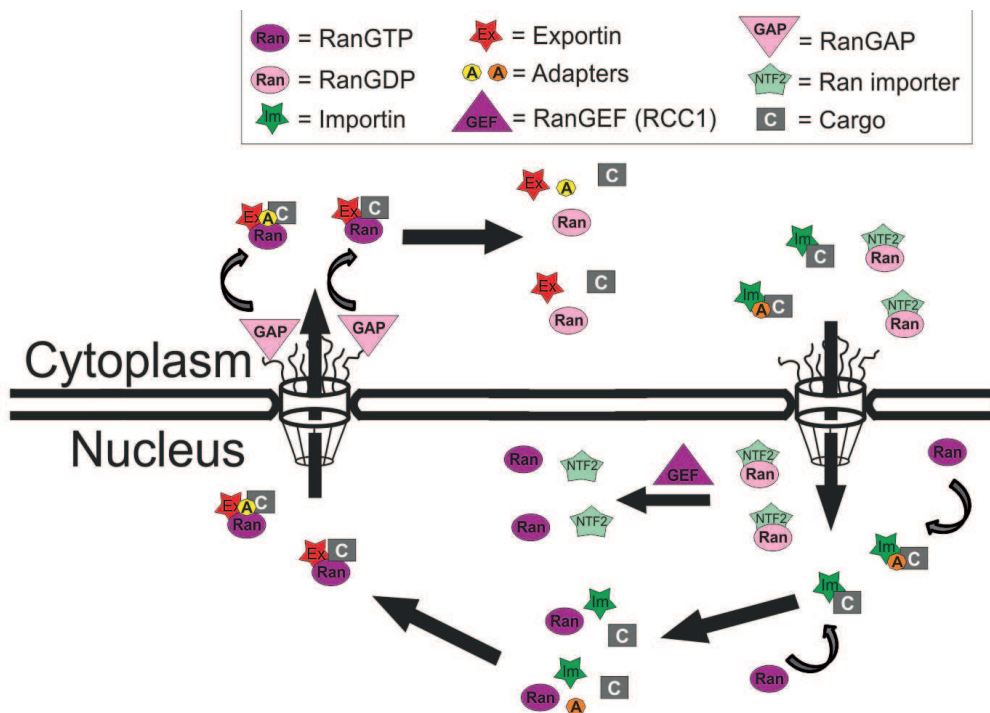 Ran = RanGTP
Ex = Exportin
GAP = RanGAP
Ran = RanGDP
A A = Adapters
NTF2 = Ran importer
Im = Importin
GEF = RanGEF (RCC1)
C = Cargo
Ex A C
Ran
Ex C
Ran
Ex A C
Ran
Ex C
Ran
Im
C
NTF2
Ran
Im C
A
NTF2
Ran
GAP
GAP
Cytoplasm
Nucleus
Ran NTF2 GEF NTF2
Ran
Ran
Ran NTF2 NTF2
Ran
Ex A C
Ran
Ex C
Ran
Im
A C
Im
C
Im
Ran
C
Im
Ran
C
A
Ran